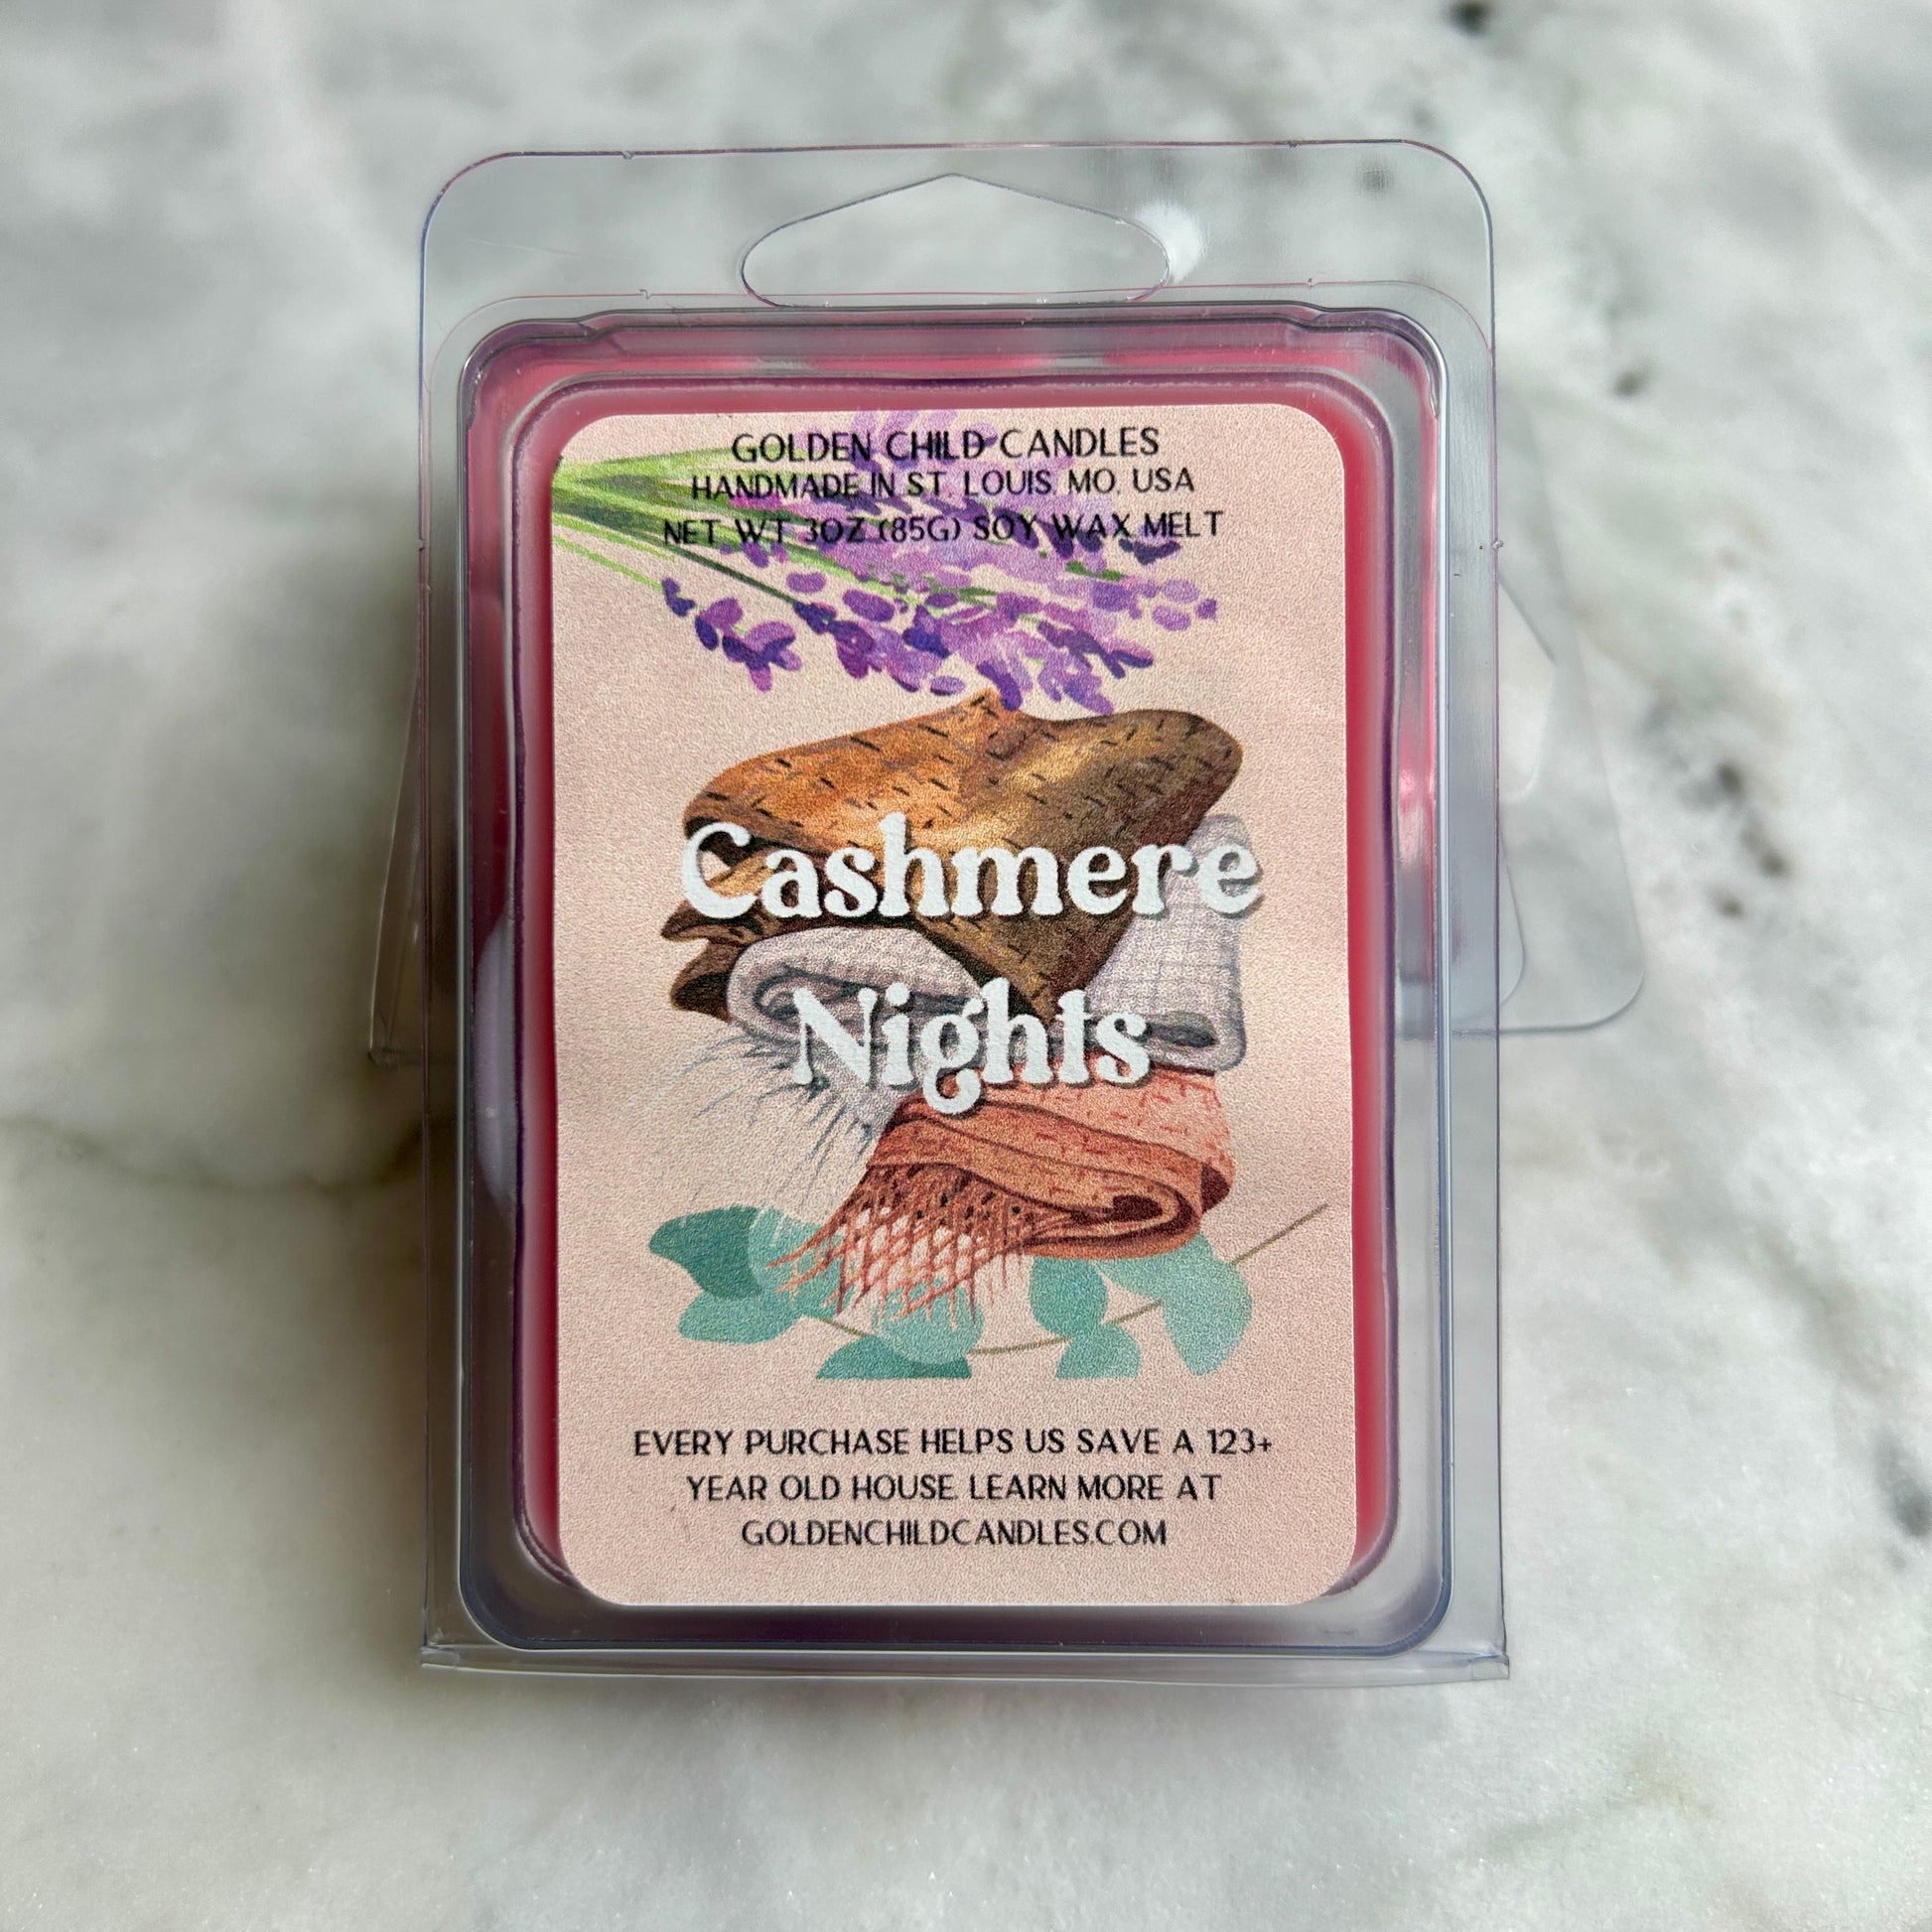 GOLDEN CHILD CANDLES
HANDMADE IN ST. LOUIS, MO, USA
NET WT 3OZ (85G) SOY WAX MELT
Cashmere
Nights
EVERY PURCHASE HELPS US SAVE A 123+
YEAR OLD HOUSE. LEARN MORE AT
GOLDENCHILDCANDLES.COM